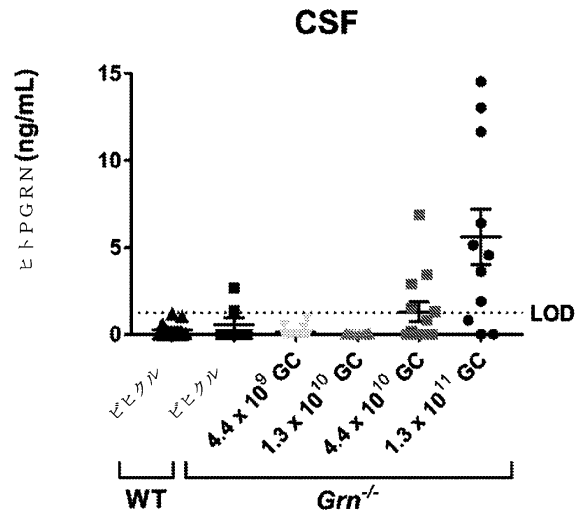 CSF
ヒトPGRN(ng/mL)
15
10
5
0
LOD
ビヒクル
ビヒクル
4.4 x 10⁹ GC
1.3 x 10¹⁰ GC
4.4 x 10¹⁰ GC
1.3 x 10¹¹ GC
WT
Grn⁻/⁻